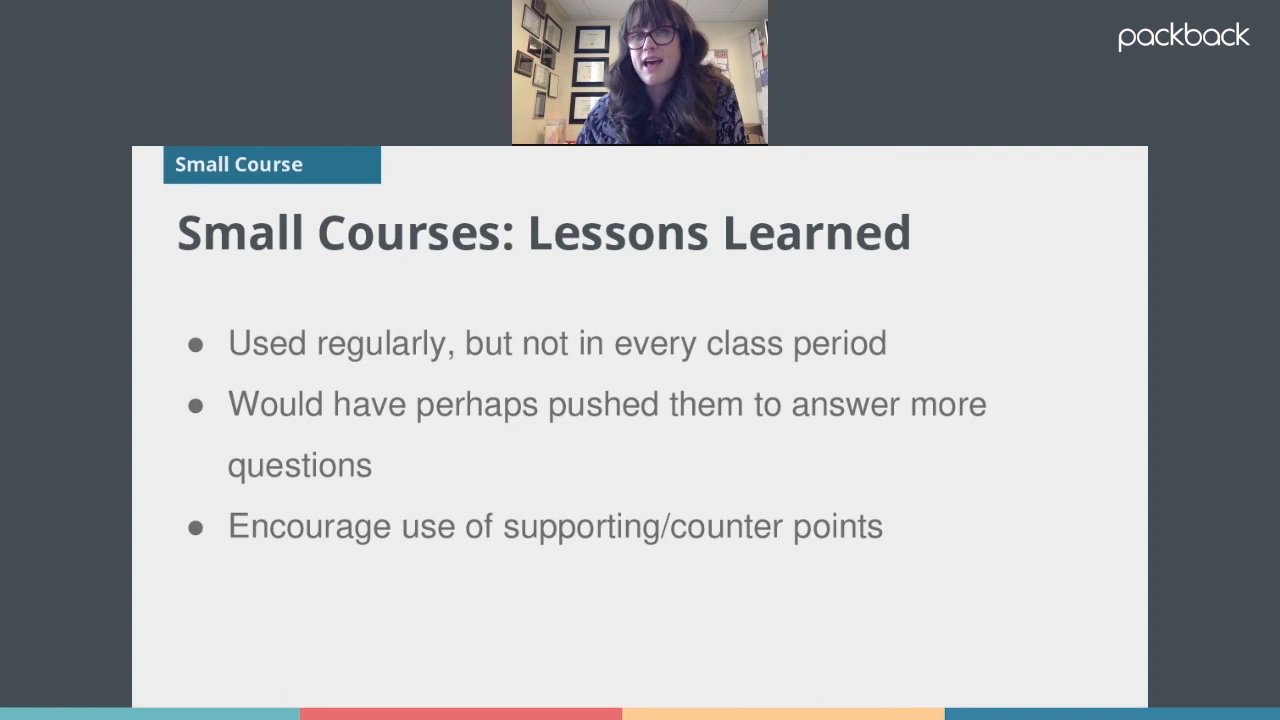 packback
Small Course
Small Courses: Lessons Learned
● Used regularly, but not in every class period
● Would have perhaps pushed them to answer more
questions
● Encourage use of supporting/counter points